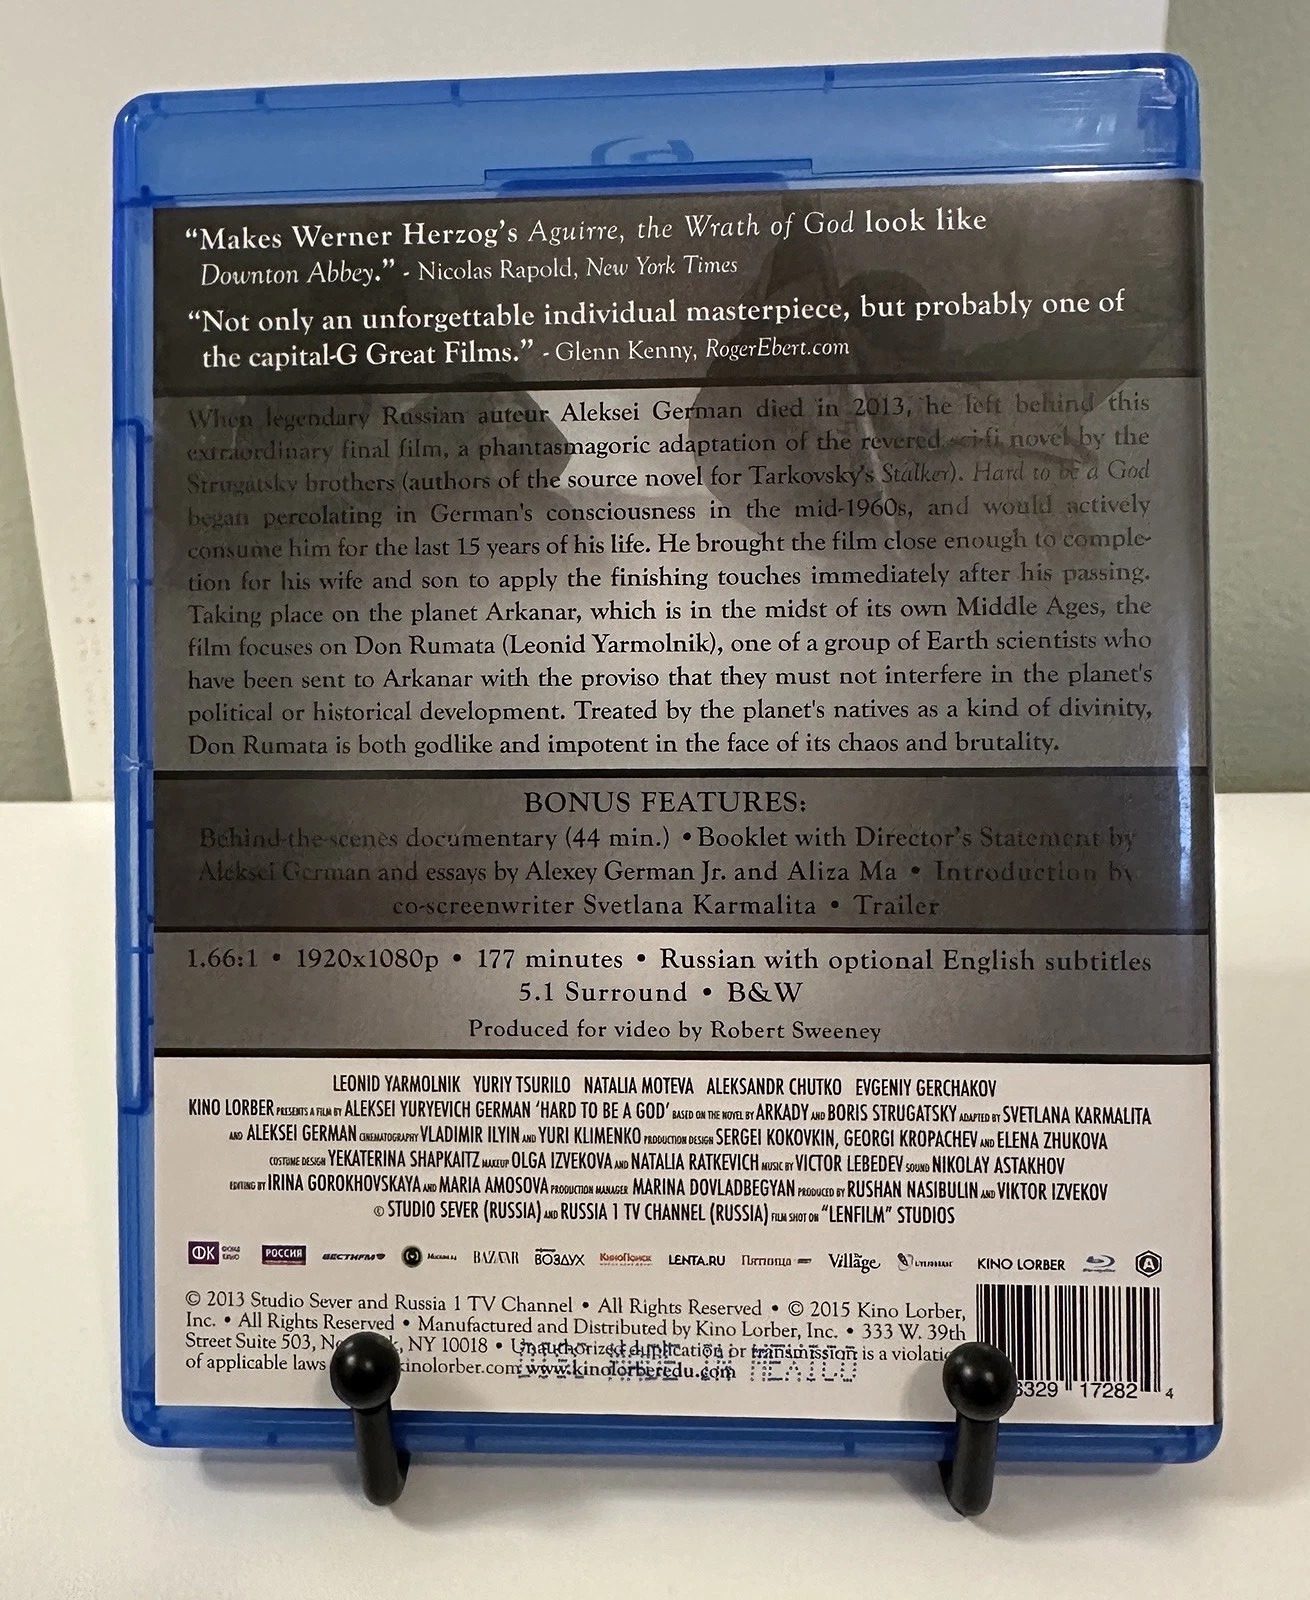 “Makes Werner Herzog's Aguirre, the Wrath of God look like
Downton Abbey.” - Nicolas Rapold, New York Times
“Not only an unforgettable individual masterpiece, but probably one of
the capital-G Great Films.” - Glenn Kenny, RogerEbert.com
When legendary Russian auteur Aleksei German died in 2013, he left behind this
extraordinary final film, a phantasmagoric adaptation of the revered sci-fi novel by the
Strugatsky brothers (authors of the source novel for Tarkovsky's Stalker). Hard to be a God
began percolating in German's consciousness in the mid-1960s, and would actively
consume him for the last 15 years of his life. He brought the film close enough to comple-
tion for his wife and son to apply the finishing touches immediately after his passing.
Taking place on the planet Arkanar, which is in the midst of its own Middle Ages, the
film focuses on Don Rumata (Leonid Yarmolnik), one of a group of Earth scientists who
have been sent to Arkanar with the proviso that they must not interfere in the planet's
political or historical development. Treated by the planet's natives as a kind of divinity,
Don Rumata is both godlike and impotent in the face of its chaos and brutality.
BONUS FEATURES:
Behind-the-scenes documentary (44 min.) • Booklet with Director's Statement by
Aleksei German and essays by Alexey German Jr. and Aliza Ma • Introduction by
co-screenwriter Svetlana Karmalita • Trailer
1.66:1 • 1920x1080p • 177 minutes • Russian with optional English subtitles
5.1 Surround • B&W
Produced for video by Robert Sweeney
LEONID YARMOLNIK YURIY TSURILO NATALIA MOTEVA ALEKSANDR CHUTKO EVGENIY GERCHAKOV
KINO LORBER PRESENTS A FILM BY ALEKSEI YURYEVICH GERMAN 'HARD TO BE A GOD' BASED ON THE NOVEL BY ARKADY AND BORIS STRUGATSKY ADAPTED BY SVETLANA KARMALITA
AND ALEKSEI GERMAN CINEMATOGRAPHY VLADIMIR ILYIN AND YURI KLIMENKO PRODUCTION DESIGN SERGEI KOKOVKIN, GEORGI KROPACHEV AND ELENA ZHUKOVA
COSTUME DESIGN YEKATERINA SHAPKAITZ MAKEUP OLGA IZVEKOVA AND NATALIA RATKEVICH MUSIC BY VICTOR LEBEDEV SOUND NIKOLAY ASTAKHOV
EDITING BY IRINA GOROKHOVSKAYA AND MARIA AMOSOVA PRODUCTION MANAGER MARINA DOVLADBEGYAN PRODUCED BY RUSHAN NASIBULIN AND VIKTOR IZVEKOV
© STUDIO SEVER (RUSSIA) AND RUSSIA 1 TV CHANNEL (RUSSIA) FILM SHOT ON "LENFILM" STUDIOS
ФК ФОНД КИНО РОССИЯ ВЕСТИFM BAZAAR ВОЗДУХ КиноПоиск LENTA.RU Пятница The Village KINO LORBER A
© 2013 Studio Sever and Russia 1 TV Channel • All Rights Reserved • © 2015 Kino Lorber,
Inc. • All Rights Reserved • Manufactured and Distributed by Kino Lorber, Inc. • 333 W. 39th
Street Suite 503, NY 10018 • Unauthorized duplication or transmission is a
of applicable laws kinolorber.com www.kinolorberedu.com
MEXICO
17282 4